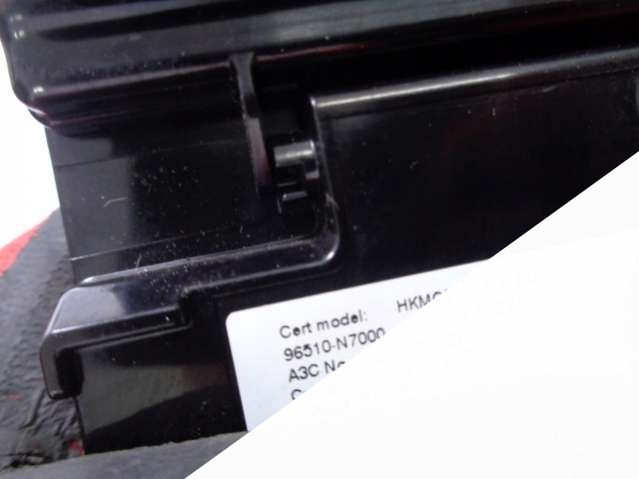 Cert model: HKMC
96510-N7000
A3C No